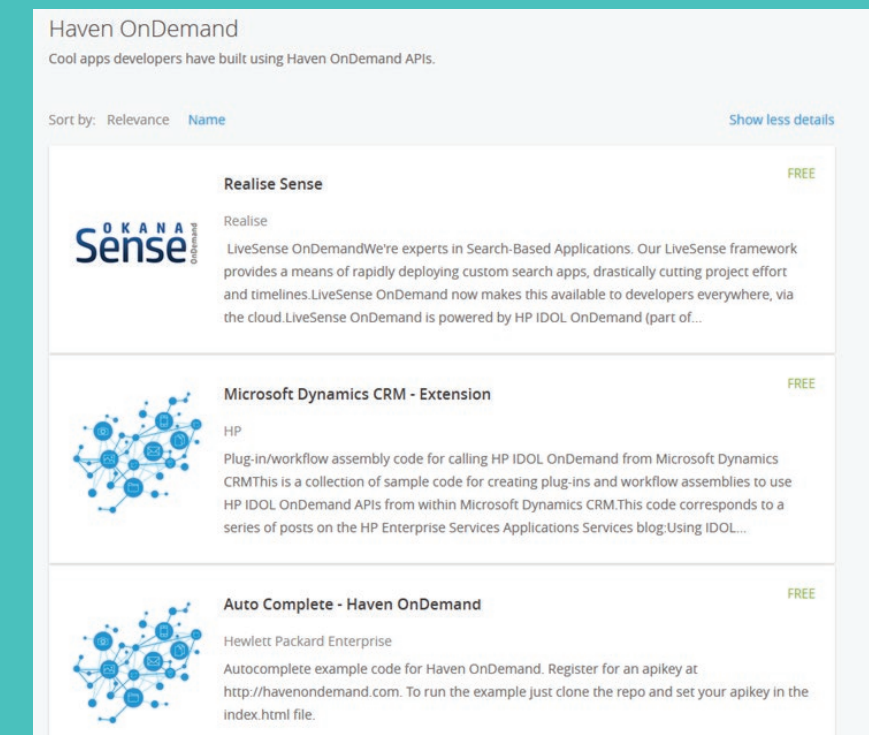 Haven OnDemand
Cool apps developers have built using Haven OnDemand APIs.
Sort by: Relevance Name Show less details
FREE
Realise Sense
OKANA
Sense
OnDemand
Realise
LiveSense OnDemandWe're experts in Search-Based Applications. Our LiveSense framework
provides a means of rapidly deploying custom search apps, drastically cutting project effort
and timelines.LiveSense OnDemand now makes this available to developers everywhere, via
the cloud.LiveSense OnDemand is powered by HP IDOL OnDemand (part of...
FREE
Microsoft Dynamics CRM - Extension
HP
Plug-in/workflow assembly code for calling HP IDOL OnDemand from Microsoft Dynamics
CRMThis is a collection of sample code for creating plug-ins and workflow assemblies to use
HP IDOL OnDemand APIs from within Microsoft Dynamics CRM.This code corresponds to a
series of posts on the HP Enterprise Services Applications Services blog:Using IDOL...
FREE
Auto Complete - Haven OnDemand
Hewlett Packard Enterprise
Autocomplete example code for Haven OnDemand. Register for an apikey at
http://havenondemand.com. To run the example just clone the repo and set your apikey in the
index.html file.